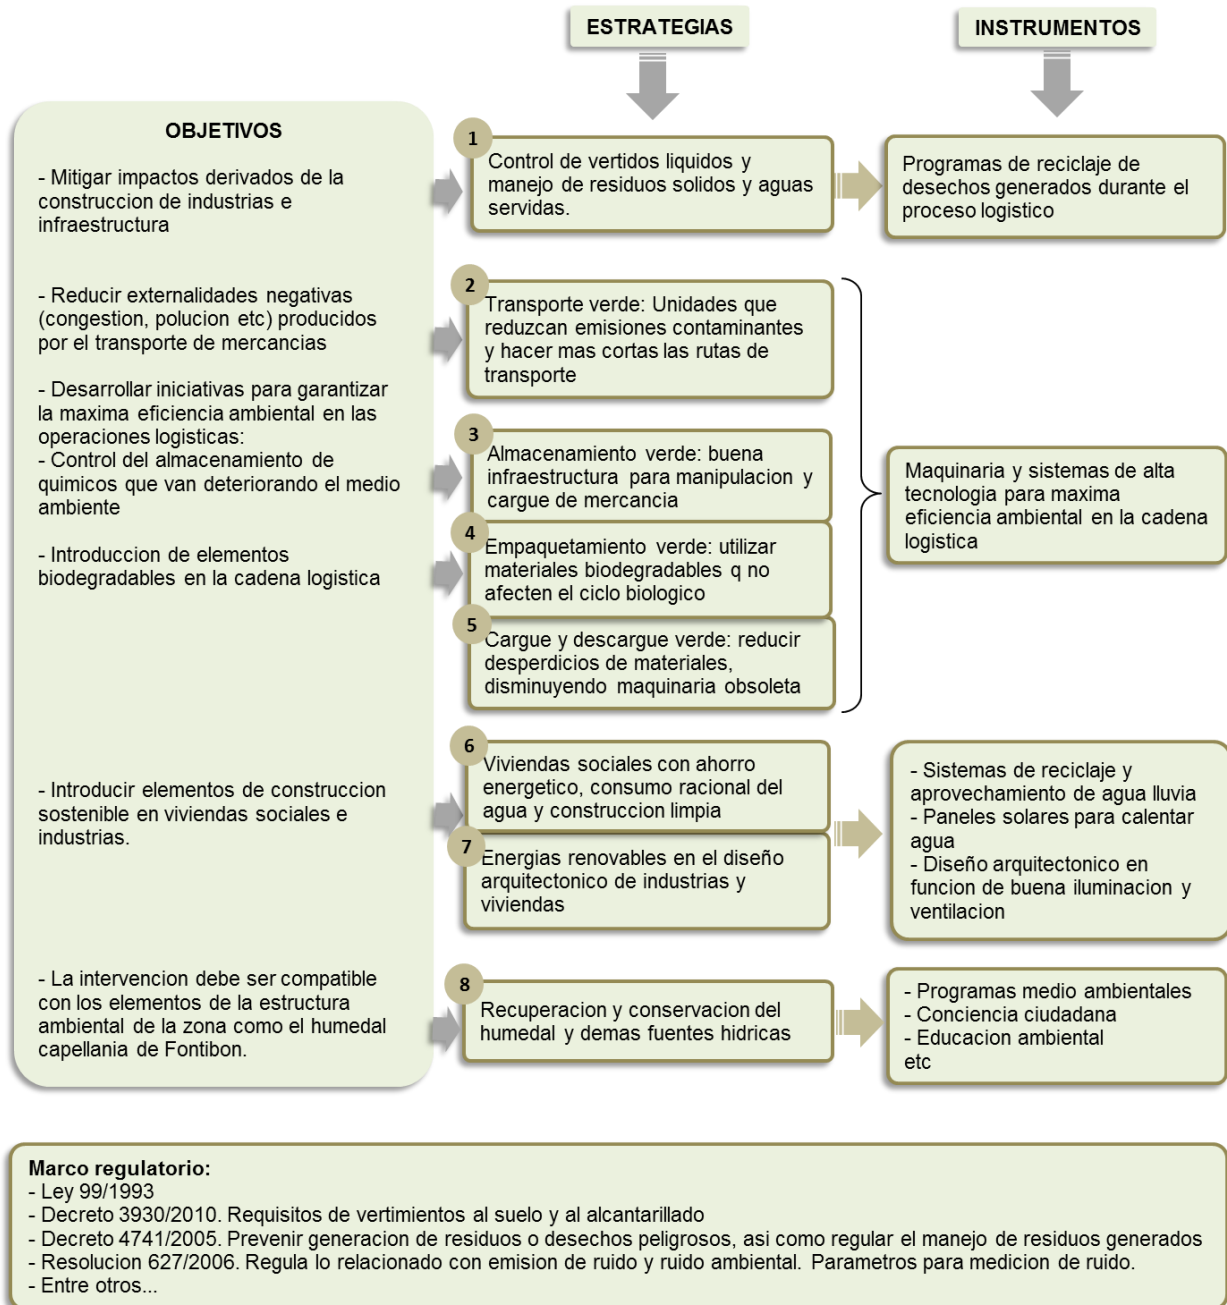 ESTRATEGIAS
INSTRUMENTOS
OBJETIVOS
- Mitigar impactos derivados de la
construccion de industrias e
infraestructura
- Reducir externalidades negativas
(congestion, polucion etc) producidos
por el transporte de mercancias
- Desarrollar iniciativas para garantizar
la maxima eficiencia ambiental en las
operaciones logisticas:
- Control del almacenamiento de
quimicos que van deteriorando el medio
ambiente
- Introduccion de elementos
biodegradables en la cadena logistica
- Introducir elementos de construccion
sostenible en viviendas sociales e
industrias.
- La intervencion debe ser compatible
con los elementos de la estructura
ambiental de la zona como el humedal
capellania de Fontibon.
1
Control de vertidos liquidos y
manejo de residuos solidos y aguas
servidas.
2
Transporte verde: Unidades que
reduzcan emisiones contaminantes
y hacer mas cortas las rutas de
transporte
3
Almacenamiento verde: buena
infraestructura para manipulacion y
cargue de mercancia
4
Empaquetamiento verde: utilizar
materiales biodegradables q no
afecten el ciclo biologico
5
Cargue y descargue verde: reducir
desperdicios de materiales,
disminuyendo maquinaria obsoleta
6
Viviendas sociales con ahorro
energetico, consumo racional del
agua y construccion limpia
7
Energias renovables en el diseño
arquitectonico de industrias y
viviendas
8
Recuperacion y conservacion del
humedal y demas fuentes hidricas
Programas de reciclaje de
desechos generados durante el
proceso logistico
Maquinaria y sistemas de alta
tecnologia para maxima
eficiencia ambiental en la cadena
logistica
- Sistemas de reciclaje y
aprovechamiento de agua lluvia
- Paneles solares para calentar
agua
- Diseño arquitectonico en
funcion de buena iluminacion y
ventilacion
- Programas medio ambientales
- Conciencia ciudadana
- Educacion ambiental
etc
Marco regulatorio:
- Ley 99/1993
- Decreto 3930/2010. Requisitos de vertimientos al suelo y al alcantarillado
- Decreto 4741/2005. Prevenir generacion de residuos o desechos peligrosos, asi como regular el manejo de residuos generados
- Resolucion 627/2006. Regula lo relacionado con emision de ruido y ruido ambiental. Parametros para medicion de ruido.
- Entre otros...